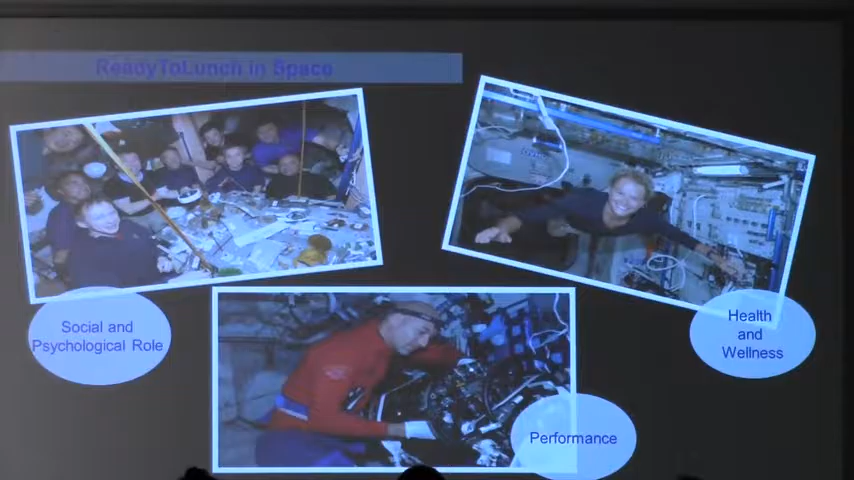 ReadyToLunch in Space
Social and
Psychological Role
Health
and
Wellness
Performance